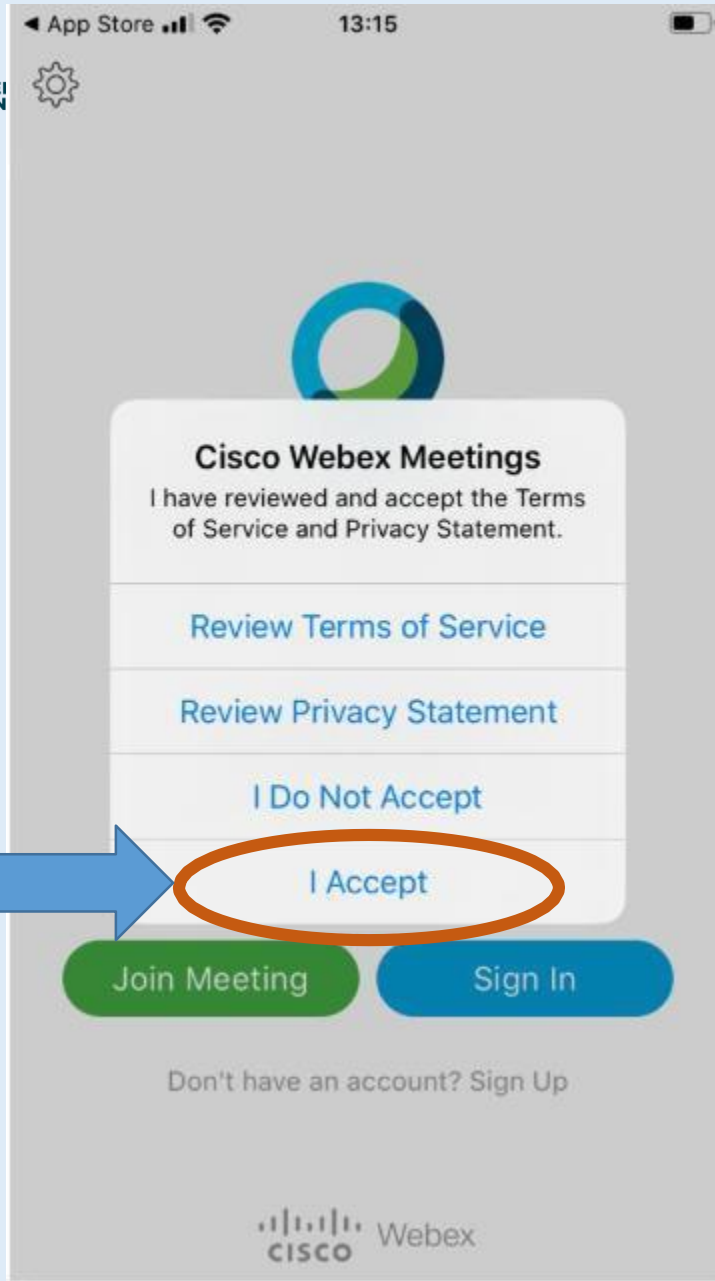 App Store
13:15
Cisco Webex Meetings
I have reviewed and accept the Terms
of Service and Privacy Statement.
Review Terms of Service
Review Privacy Statement
I Do Not Accept
I Accept
Join Meeting
Sign In
Don't have an account? Sign Up
CISCO Webex